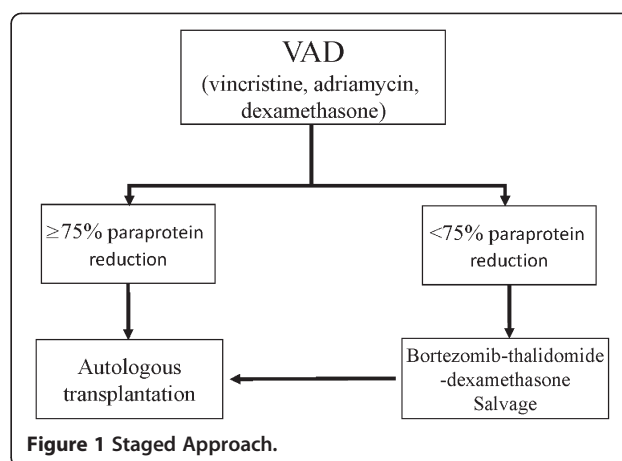 VAD
(vincristine, adriamycin,
dexamethasone)
≥75% paraprotein
reduction
<75% paraprotein
reduction
Autologous
transplantation
Bortezomib-thalidomide
-dexamethasone
Salvage
Figure 1 Staged Approach.